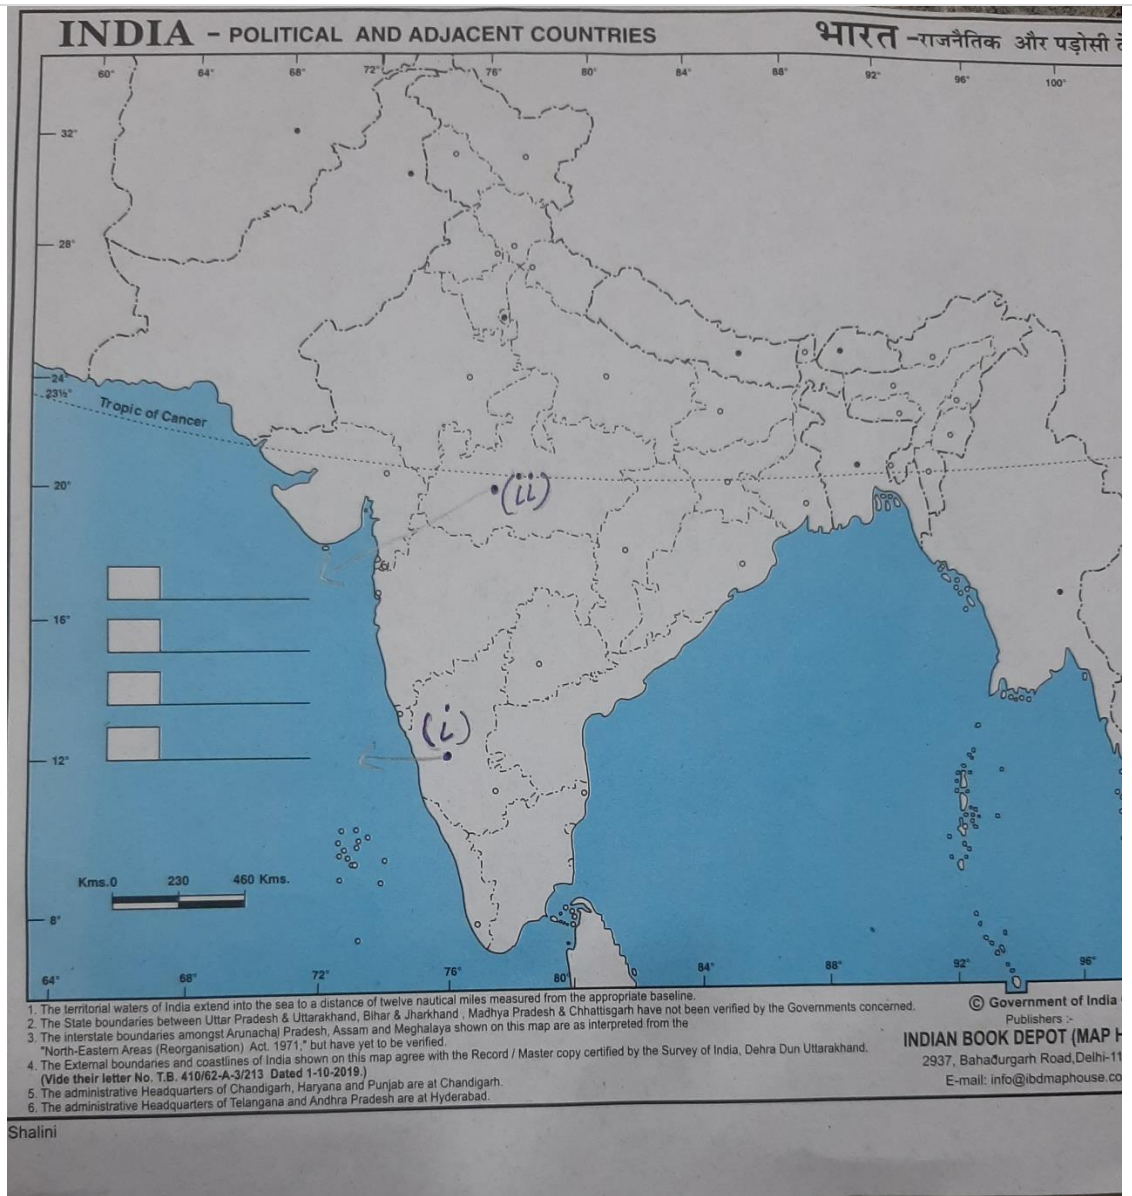 INDIA - POLITICAL AND ADJACENT COUNTRIES
भारत -राजनैतिक और पड़ोसी
60° 64° 68° 72° 76° 80° 84° 88° 92° 96° 100°
32°
28°
24°
23½°
Tropic of Cancer
20°
(ii)
16°
(i)
12°
Kms.0 230 460 Kms.
8°
64° 68° 72° 76° 80° 84° 88° 92° 96°
1. The territorial waters of India extend into the sea to a distance of twelve nautical miles measured from the appropriate baseline.
2. The State boundaries between Uttar Pradesh & Uttarakhand, Bihar & Jharkhand , Madhya Pradesh & Chhattisgarh have not been verified by the Governments concerned.
3. The interstate boundaries amongst Arunachal Pradesh, Assam and Meghalaya shown on this map are as interpreted from the
"North-Eastern Areas (Reorganisation) Act. 1971," but have yet to be verified.
4. The External boundaries and coastlines of India shown on this map agree with the Record / Master copy certified by the Survey of India, Dehra Dun Uttarakhand.
(Vide their letter No. T.B. 410/62-A-3/213 Dated 1-10-2019.)
5. The administrative Headquarters of Chandigarh, Haryana and Punjab are at Chandigarh.
6. The administrative Headquarters of Telangana and Andhra Pradesh are at Hyderabad.
© Government of India
Publishers :-
INDIAN BOOK DEPOT (MAP H
2937, Bahadurgarh Road,Delhi-11
E-mail: info@ibdmaphouse.co
Shalini